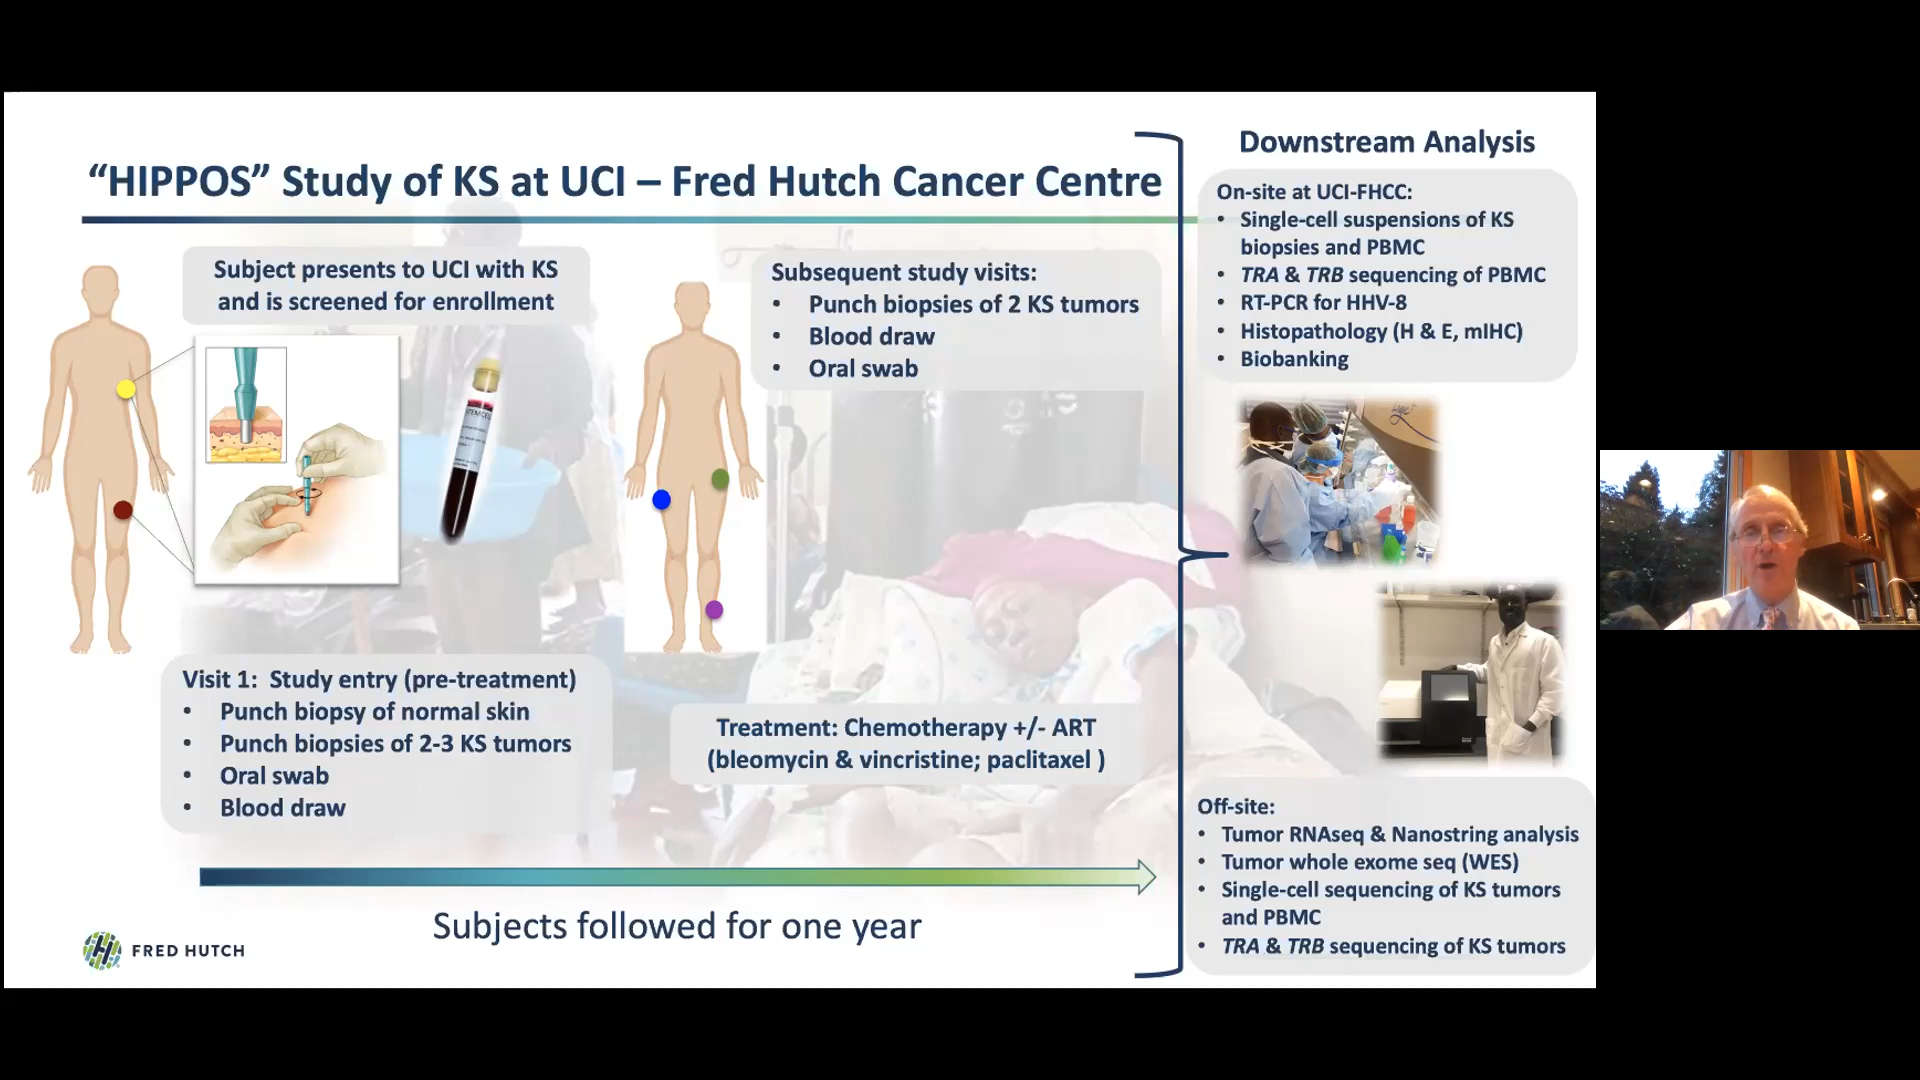 “HIPPOS” Study of KS at UCI – Fred Hutch Cancer Centre
Subject presents to UCI with KS
and is screened for enrollment
Visit 1:  Study entry (pre-treatment)
• Punch biopsy of normal skin
• Punch biopsies of 2-3 KS tumors
• Oral swab
• Blood draw
Subsequent study visits:
• Punch biopsies of 2 KS tumors
• Blood draw
• Oral swab
Treatment: Chemotherapy +/- ART
(bleomycin & vincristine; paclitaxel )
Subjects followed for one year
FRED HUTCH
Downstream Analysis
On-site at UCI-FHCC:
• Single-cell suspensions of KS
biopsies and PBMC
• TRA & TRB sequencing of PBMC
• RT-PCR for HHV-8
• Histopathology (H & E, mIHC)
• Biobanking
Off-site:
• Tumor RNAseq & Nanostring analysis
• Tumor whole exome seq (WES)
• Single-cell sequencing of KS tumors
and PBMC
• TRA & TRB sequencing of KS tumors